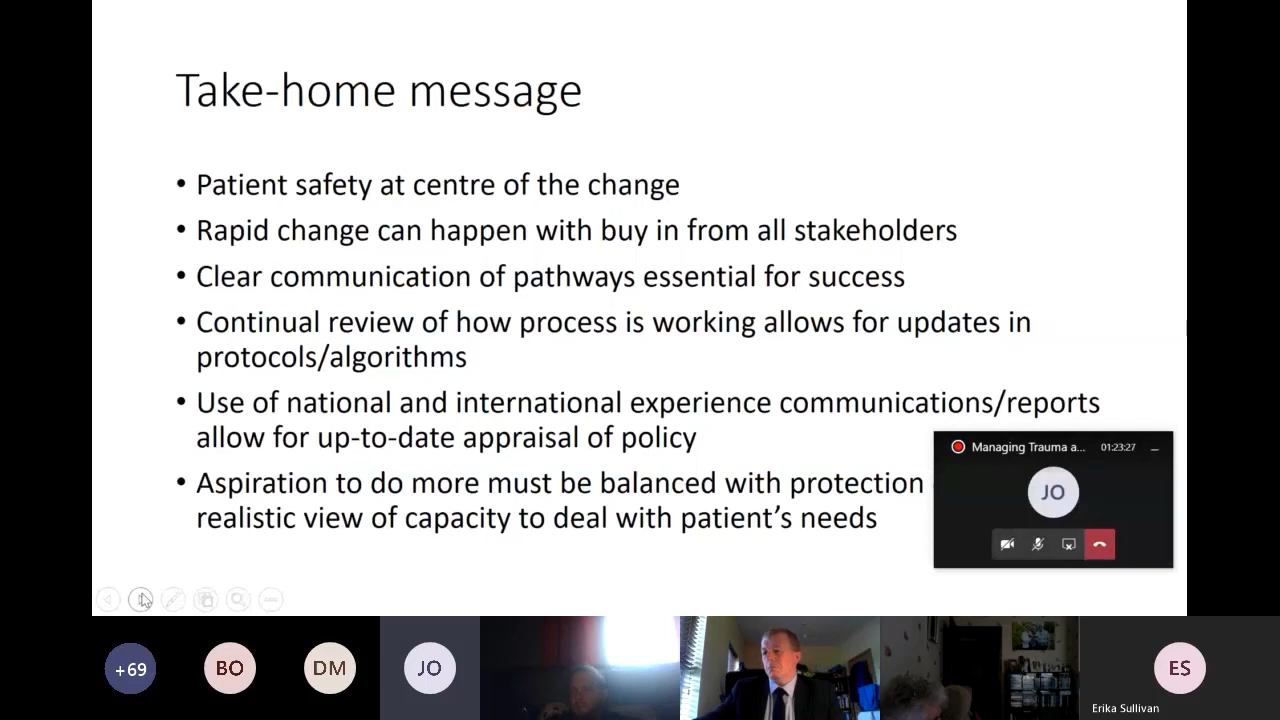 Take-home message
• Patient safety at centre of the change
• Rapid change can happen with buy in from all stakeholders
• Clear communication of pathways essential for success
• Continual review of how process is working allows for updates in
protocols/algorithms
• Use of national and international experience communications/reports
allow for up-to-date appraisal of policy
• Aspiration to do more must be balanced with protection
realistic view of capacity to deal with patient's needs
Managing Trauma a... 01:23:27
JO
+69
BO
DM
JO
ES
Erika Sullivan